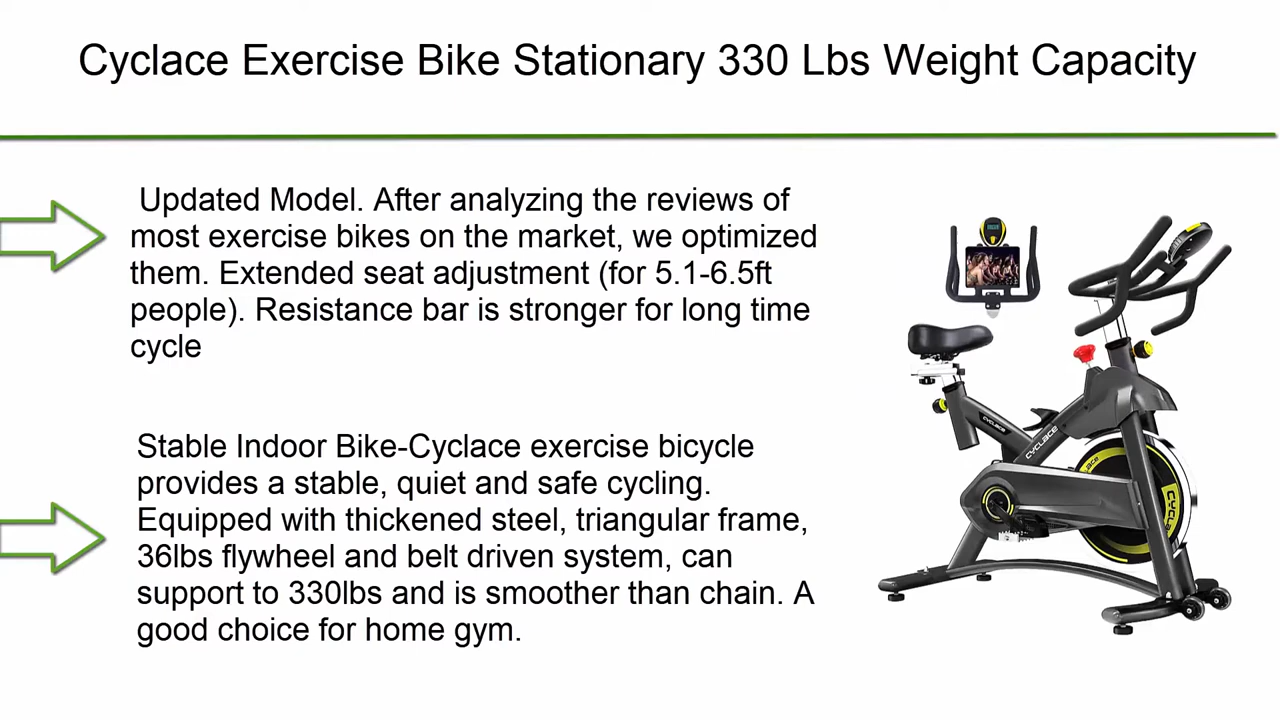 Cyclace Exercise Bike Stationary 330 Lbs Weight Capacity
Updated Model. After analyzing the reviews of
most exercise bikes on the market, we optimized
them. Extended seat adjustment (for 5.1-6.5ft
people). Resistance bar is stronger for long time
cycle
Stable Indoor Bike-Cyclace exercise bicycle
provides a stable, quiet and safe cycling.
Equipped with thickened steel, triangular frame,
36lbs flywheel and belt driven system, can
support to 330lbs and is smoother than chain. A
good choice for home gym.
CYCLACE
CYCLACE